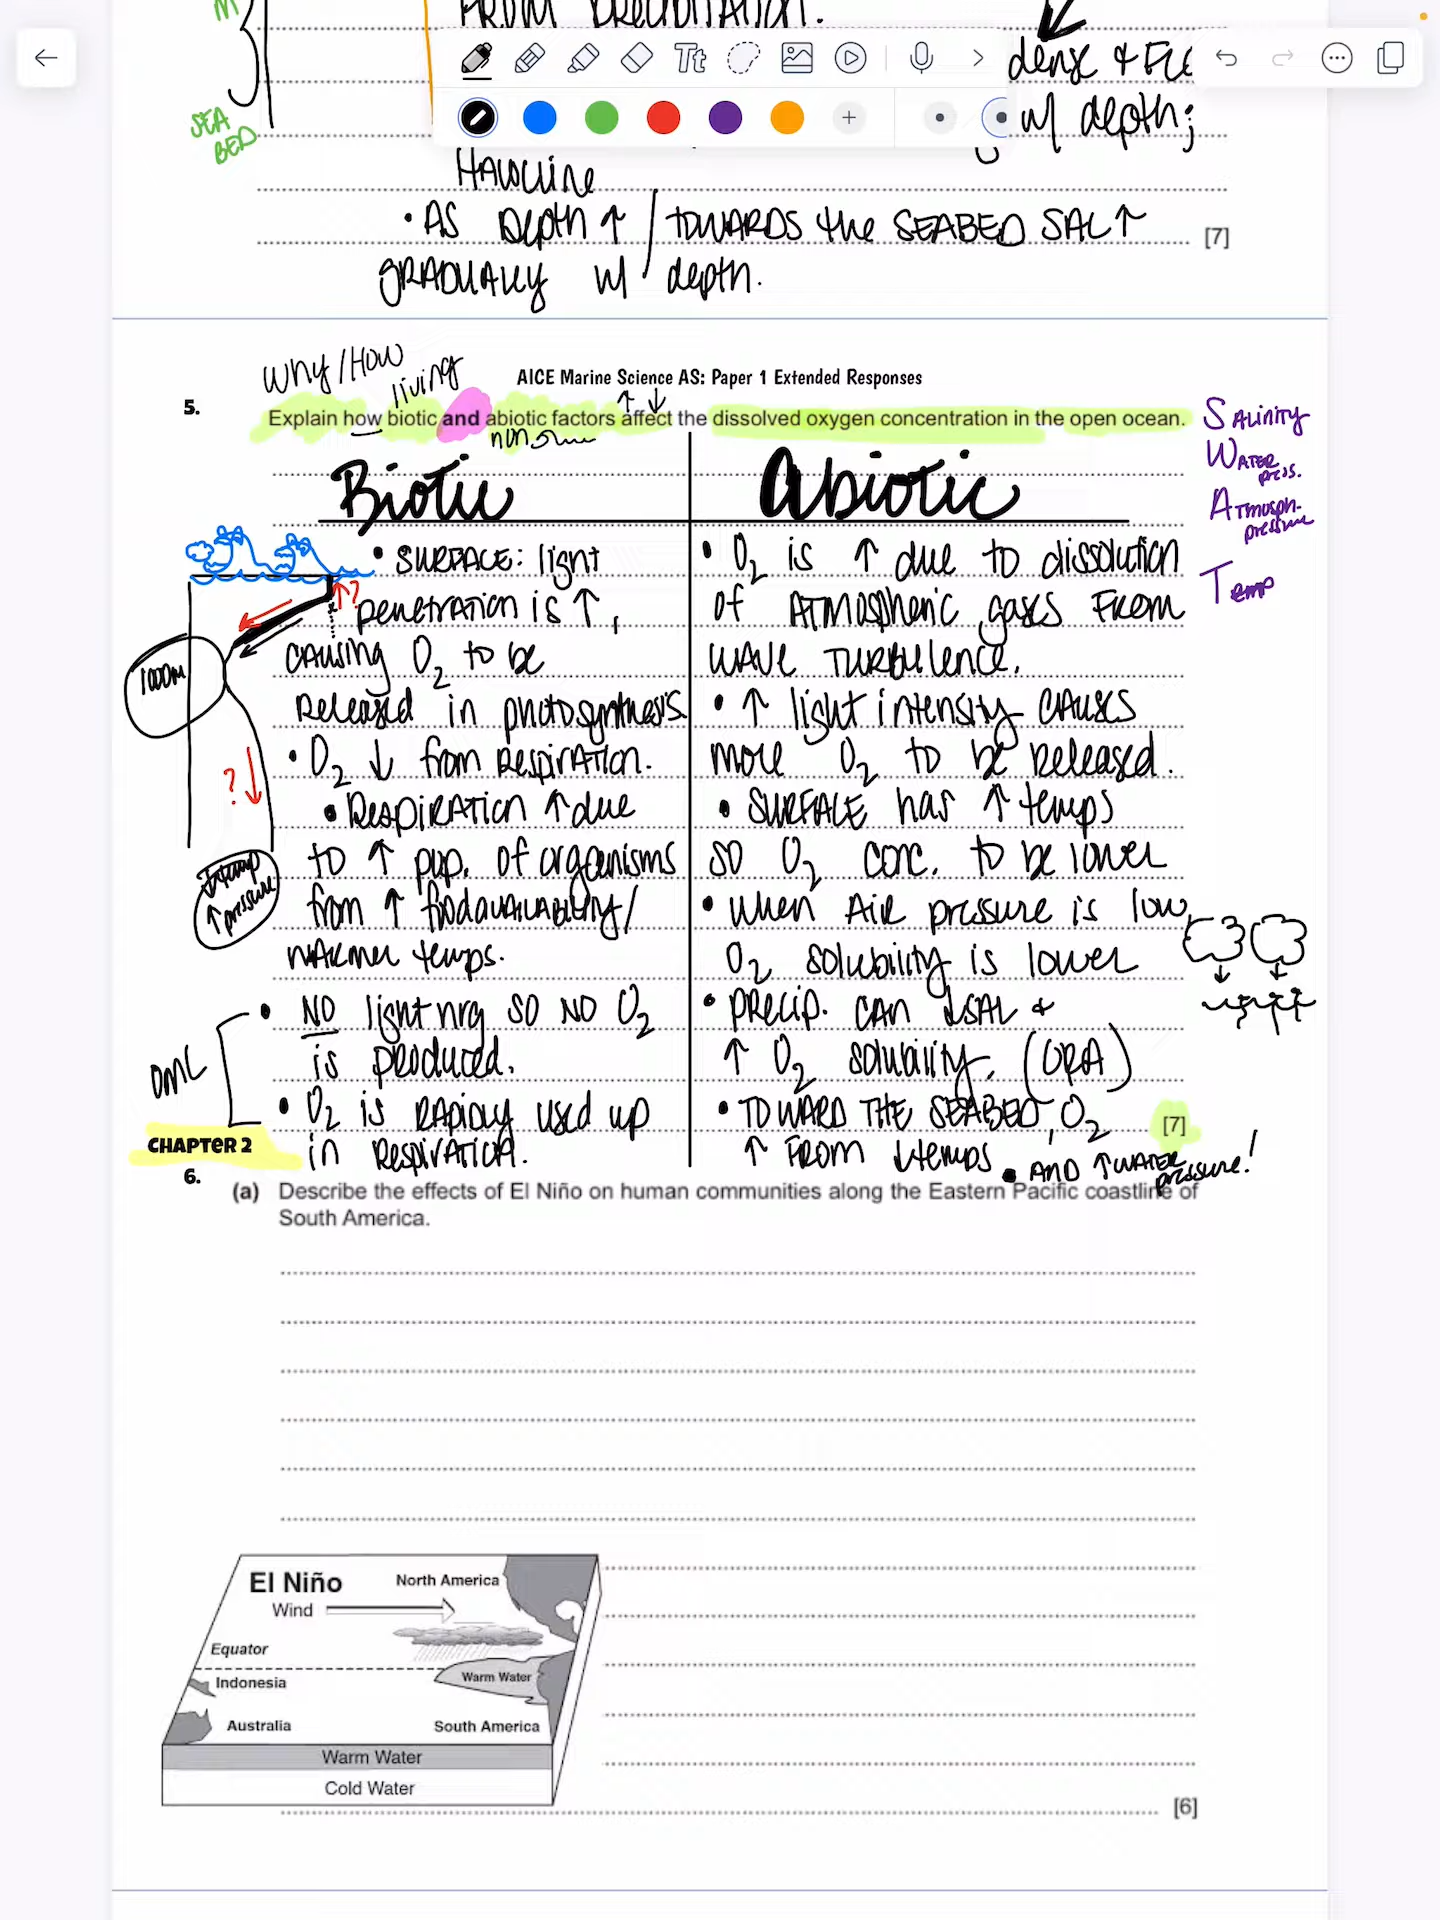 FROM PRECIPITATION.
dense & 
w/ depth;
SEA
BED
Tt
HALOCLINE
• AS Depth ↑ / TOWARDS the SEABED SAL ↑
GRADUALLY w/ depth.
[7]
Why/How
living
AICE Marine Science AS: Paper 1 Extended Responses
5.
↑ ↓
Explain how biotic and abiotic factors affect the dissolved oxygen concentration in the open ocean.
non
SALINITY
WATER
press.
ATMOSPH.
pressure
Temp
Biotic
• SURFACE: light
penetration is ↑,
CAUSING O2 to be
Released in photosynthesis.
• O2 ↓ from RESPIRATION.
• RESPIRATION ↑ due
to ↑ pop. of organisms
from ↑ food availability/
WARMER temps.
• NO light nrg SO NO O2
is produced.
• O2 is RAPIDLY used up
in RESPIRATION.
↑?
1000M
? ↓
↓temp
↑ pressure
OML
Abiotic
• O2 is ↑ due to dissolution
of ATMOSPHERIC gases FROM
WAVE TURBULENCE.
• ↑ light intensity CAUSES
more O2 to be Released.
• SURFACE has ↑ temps
SO O2 conc. to be lower
• When AIR pressure is low,
O2 solubility is lower
• PRECIP. CAN ↓SAL &
↑ O2 solubility. (ORA)
• TOWARD THE SEABED, O2
↑ FROM ↓temps
• AND ↑WATER
pressure!
[7]
CHAPTER 2
6.
(a) Describe the effects of El Niño on human communities along the Eastern Pacific coastline of
South America.
El Niño
North America
Wind
Equator
Indonesia
Warm Water
Australia
South America
Warm Water
Cold Water
[6]